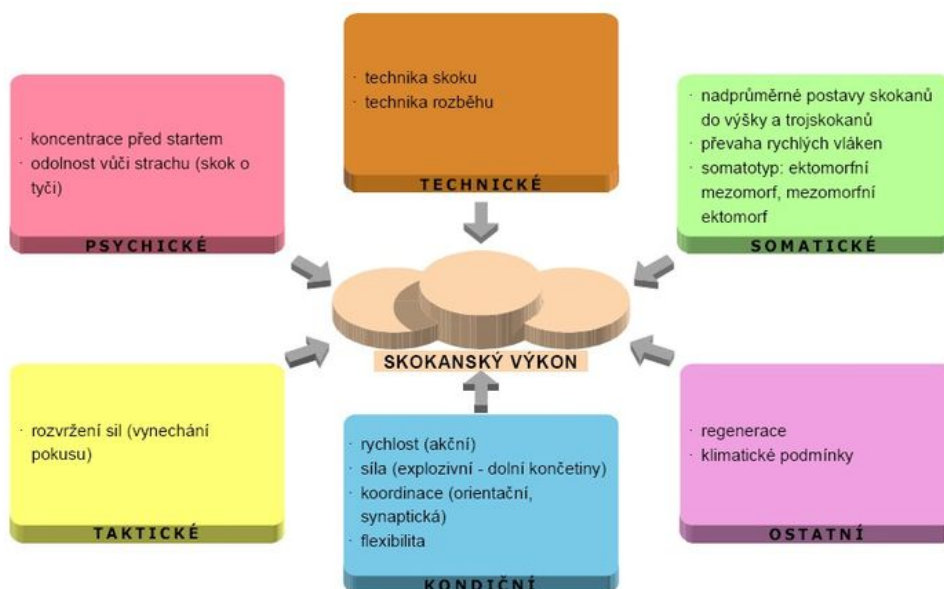 · technika skoku
· technika rozběhu
TECHNICKÉ
· koncentrace před startem
· odolnost vůči strachu (skok o
tyči)
PSYCHICKÉ
· nadprůměrné postavy skokanů
do výšky a trojskokanů
· převaha rychlých vláken
· somatotyp: ektomorfní
mezomorf, mezomorfní
ektomorf
SOMATICKÉ
SKOKANSKÝ VÝKON
· rozvržení sil (vynechání
pokusu)
TAKTICKÉ
· rychlost (akční)
· síla (explozivní - dolní končetiny)
· koordinace (orientační,
synaptická)
· flexibilita
KONDIČNÍ
· regenerace
· klimatické podmínky
OSTATNÍ